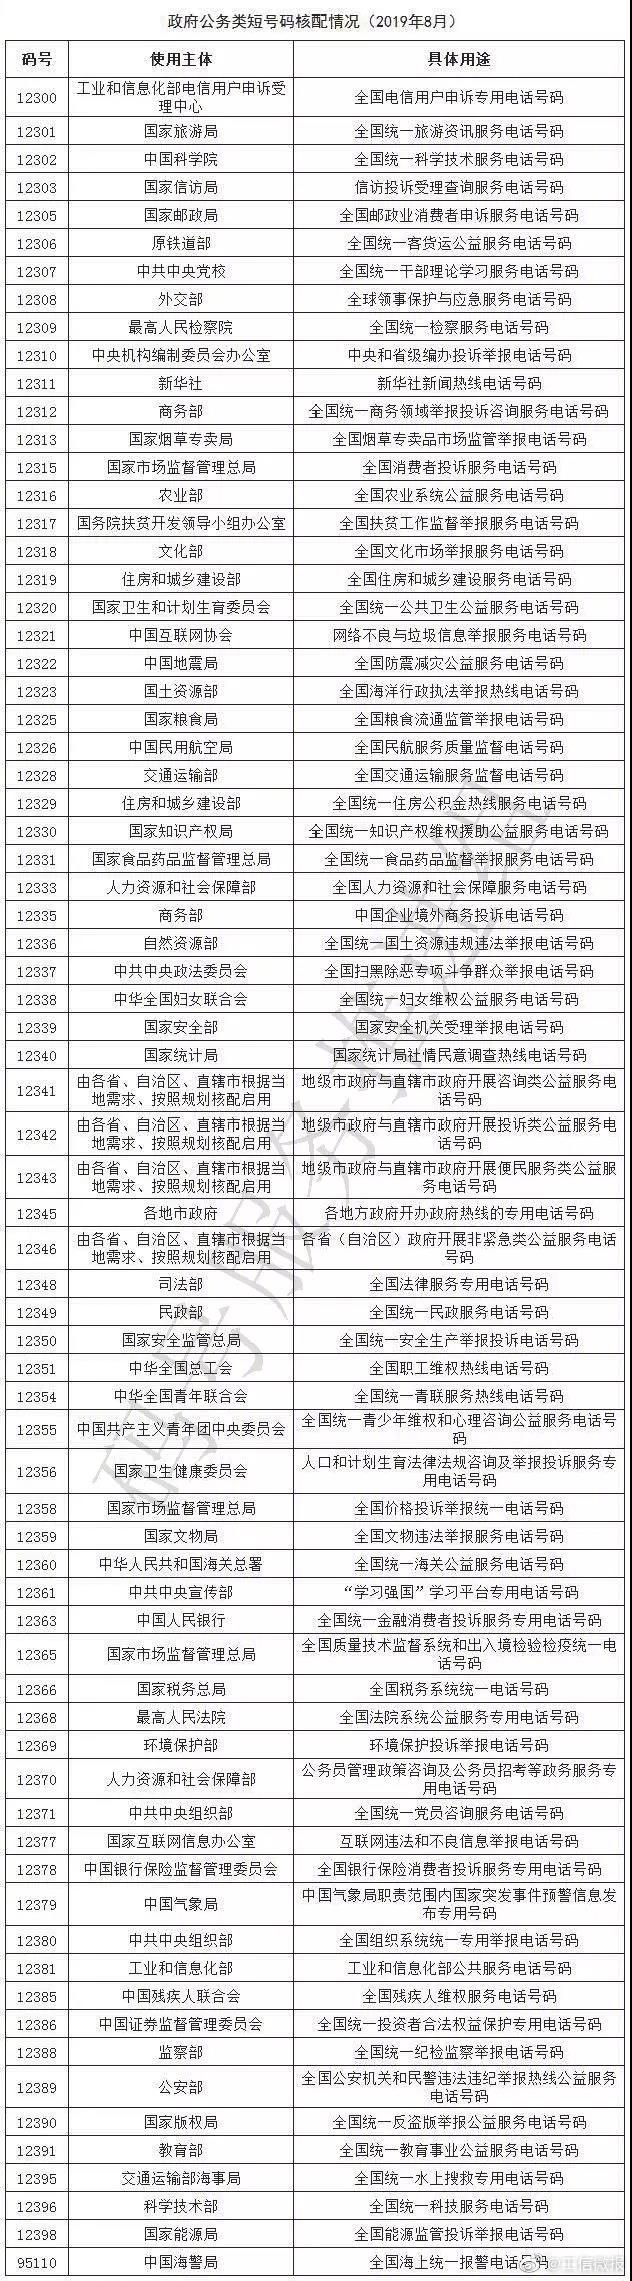 政府公务类短号码核配情况（2019年8月）
码号 使用主体 具体用途
12300 工业和信息化部电信用户申诉受理中心 全国电信用户申诉专用电话号码
12301 国家旅游局 全国统一旅游资讯服务电话号码
12302 中国科学院 全国统一科学技术服务电话号码
12303 国家信访局 信访投诉受理查询服务电话号码
12305 国家邮政局 全国邮政业消费者申诉服务电话号码
12306 原铁道部 全国统一客货运公益服务电话号码
12307 中共中央党校 全国统一干部理论学习服务电话号码
12308 外交部 全球领事保护与应急服务电话号码
12309 最高人民检察院 全国统一检察服务电话号码
12310 中央机构编制委员会办公室 中央和省级编办投诉举报电话号码
12311 新华社 新华社新闻热线电话号码
12312 商务部 全国统一商务领域举报投诉咨询服务电话号码
12313 国家烟草专卖局 全国烟草专卖品市场监管举报电话号码
12315 国家市场监督管理总局 全国消费者投诉服务电话号码
12316 农业部 全国农业系统公益服务电话号码
12317 国务院扶贫开发领导小组办公室 全国扶贫工作监督举报服务电话号码
12318 文化部 全国文化市场举报服务电话号码
12319 住房和城乡建设部 全国住房和城乡建设服务电话号码
12320 国家卫生和计划生育委员会 全国统一公共卫生公益服务电话号码
12321 中国互联网协会 网络不良与垃圾信息举报服务电话号码
12322 中国地震局 全国防震减灾公益服务电话号码
12323 国土资源部 全国海洋行政执法举报热线电话号码
12325 国家粮食局 全国粮食流通监管举报电话号码
12326 中国民用航空局 全国民航服务质量监督电话号码
12328 交通运输部 全国交通运输服务监督电话号码
12329 住房和城乡建设部 全国统一住房公积金热线服务电话号码
12330 国家知识产权局 全国统一知识产权维权援助公益服务电话号码
12331 国家食品药品监督管理总局 全国统一食品药品监督举报服务电话号码
12333 人力资源和社会保障部 全国人力资源和社会保障服务电话号码
12335 商务部 中国企业境外商务投诉电话号码
12336 自然资源部 全国统一国土资源违规违法举报电话号码
12337 中共中央政法委员会 全国扫黑除恶专项斗争群众举报电话号码
12338 中华全国妇女联合会 全国统一妇女维权公益服务电话号码
12339 国家安全部 国家安全机关受理举报电话号码
12340 国家统计局 国家统计局社情民意调查热线电话号码
12341 由各省、自治区、直辖市根据当地需求、按照规划核配启用 地级市政府与直辖市政府开展咨询类公益服务电话号码
12342 由各省、自治区、直辖市根据当地需求、按照规划核配启用 地级市政府与直辖市政府开展投诉类公益服务电话号码
12343 由各省、自治区、直辖市根据当地需求、按照规划核配启用 地级市政府与直辖市政府开展便民服务类公益服务电话号码
12345 各地市政府 各地方政府开办政府热线的专用电话号码
12346 由各省、自治区、直辖市根据当地需求、按照规划核配启用 各省（自治区）政府开展非紧急类公益服务电话号码
12348 司法部 全国法律服务专用电话号码
12349 民政部 全国统一民政服务电话号码
12350 国家安全监管总局 全国统一安全生产举报投诉电话号码
12351 中华全国总工会 全国职工维权热线电话号码
12354 中华全国青年联合会 全国统一青联服务热线电话号码
12355 中国共产主义青年团中央委员会 全国统一青少年维权和心理咨询公益服务电话号码
12356 国家卫生健康委员会 人口和计划生育法律法规咨询及举报投诉服务专用电话号码
12358 国家市场监督管理总局 全国价格投诉举报统一电话号码
12359 国家文物局 全国文物违法举报服务电话号码
12360 中华人民共和国海关总署 全国统一海关公益服务电话号码
12361 中共中央宣传部 “学习强国”学习平台专用电话号码
12363 中国人民银行 全国统一金融消费者投诉服务专用电话号码
12365 国家市场监督管理总局 全国质量技术监督系统和出入境检验检疫统一电话号码
12366 国家税务总局 全国税务系统统一电话号码
12368 最高人民法院 全国法院系统公益服务专用电话号码
12369 环境保护部 环境保护投诉举报电话号码
12370 人力资源和社会保障部 公务员管理政策咨询及公务员招考等政务服务专用电话号码
12371 中共中央组织部 全国统一党员咨询服务电话号码
12377 国家互联网信息办公室 互联网违法和不良信息举报电话号码
12378 中国银行保险监督管理委员会 全国银行保险消费者投诉服务专用电话号码
12379 中国气象局 中国气象局职责范围内国家突发事件预警信息发布专用号码
12380 中共中央组织部 全国组织系统统一专用举报电话号码
12381 工业和信息化部 工业和信息化部公共服务电话号码
12385 中国残疾人联合会 全国残疾人维权服务电话号码
12386 中国证券监督管理委员会 全国统一投资者合法权益保护专用电话号码
12388 监察部 全国统一纪检监察举报电话号码
12389 公安部 全国公安机关和民警违法违纪举报热线公益服务电话号码
12390 国家版权局 全国统一反盗版举报公益服务电话号码
12391 教育部 全国统一教育事业公益服务电话号码
12395 交通运输部海事局 全国统一水上搜救专用电话号码
12396 科学技术部 全国统一科技服务电话号码
12398 国家能源局 全国能源监管投诉举报电话号码
95110 中国海警局 全国海上统一报警电话号码
码号服务推进组